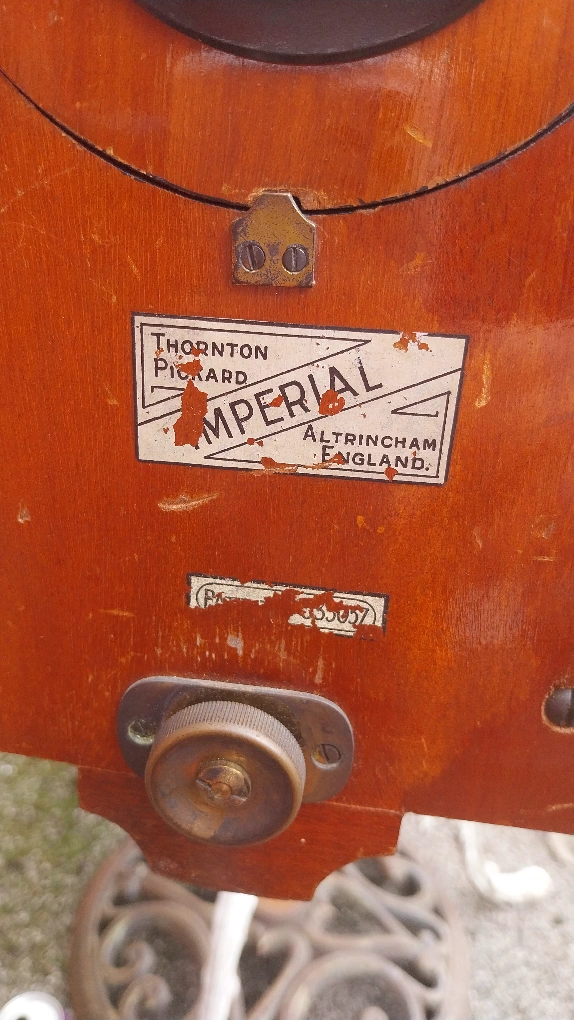 THORNTON
PICKARD
IMPERIAL
ALTRINCHAM
ENGLAND.